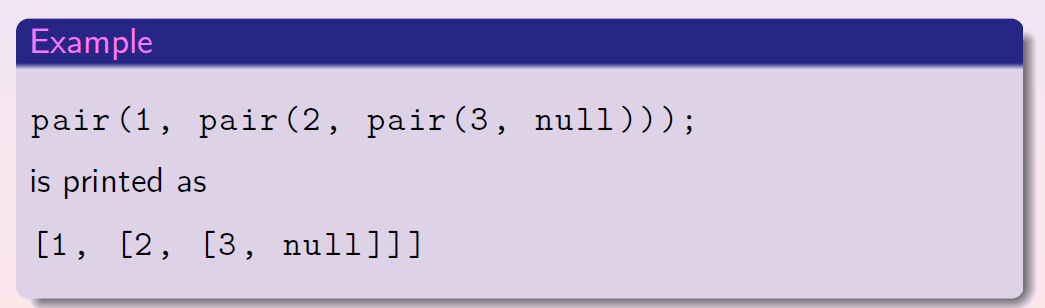 Example
pair(1, pair(2, pair(3, null)));
is printed as
[1, [2, [3, null]]]